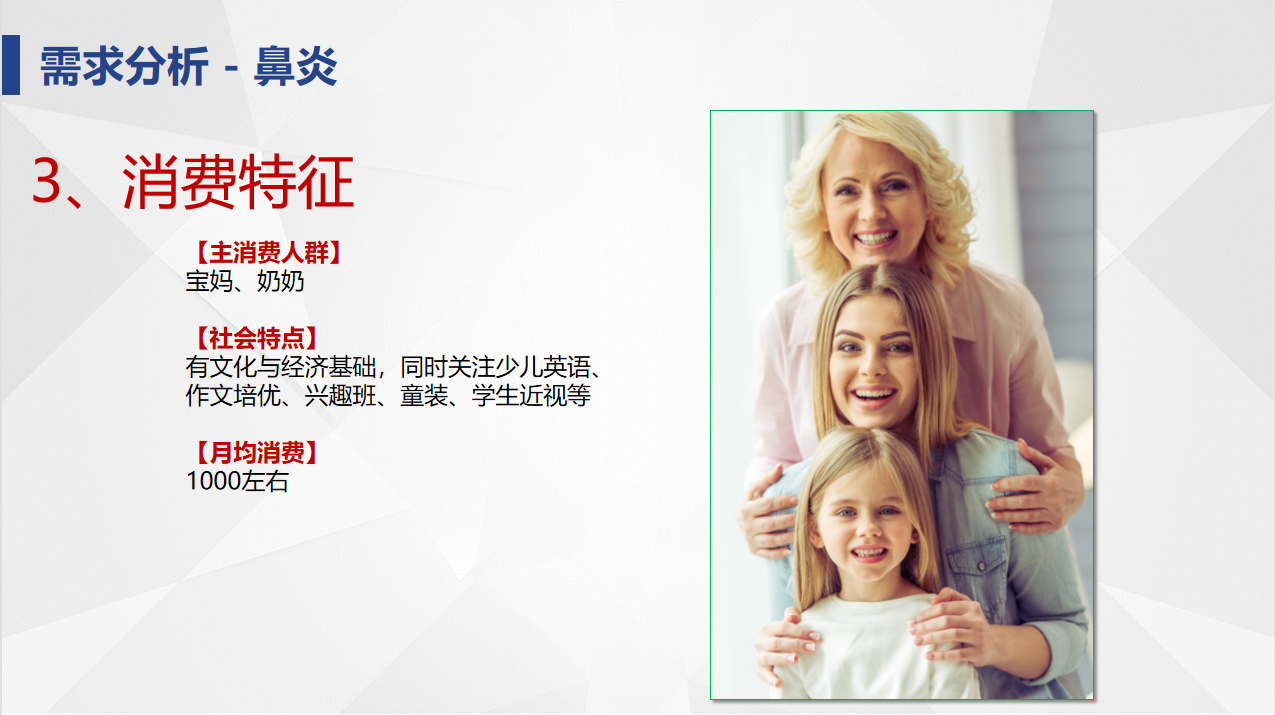 需求分析 - 鼻炎
3、消费特征
【主消费人群】
宝妈、奶奶
【社会特点】
有文化与经济基础，同时关注少儿英语、
作文培优、兴趣班、童装、学生近视等
【月均消费】
1000左右